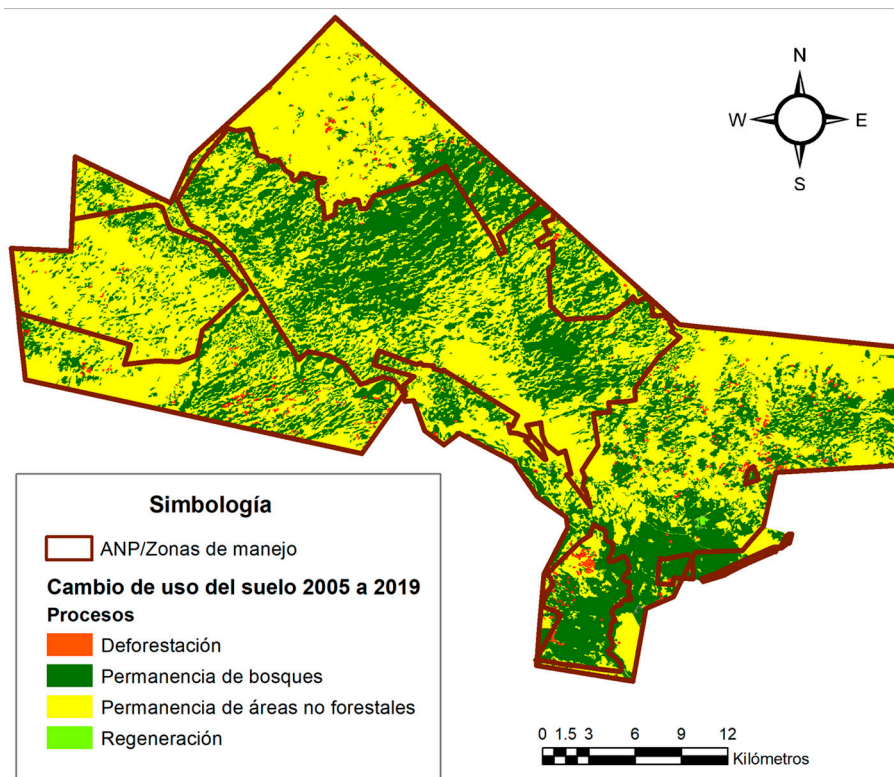 N
W E
S
Simbología
ANP/Zonas de manejo
Cambio de uso del suelo 2005 a 2019
Procesos
Deforestación
Permanencia de bosques
Permanencia de áreas no forestales
Regeneración
0 1.5 3 6 9 12
Kilómetros